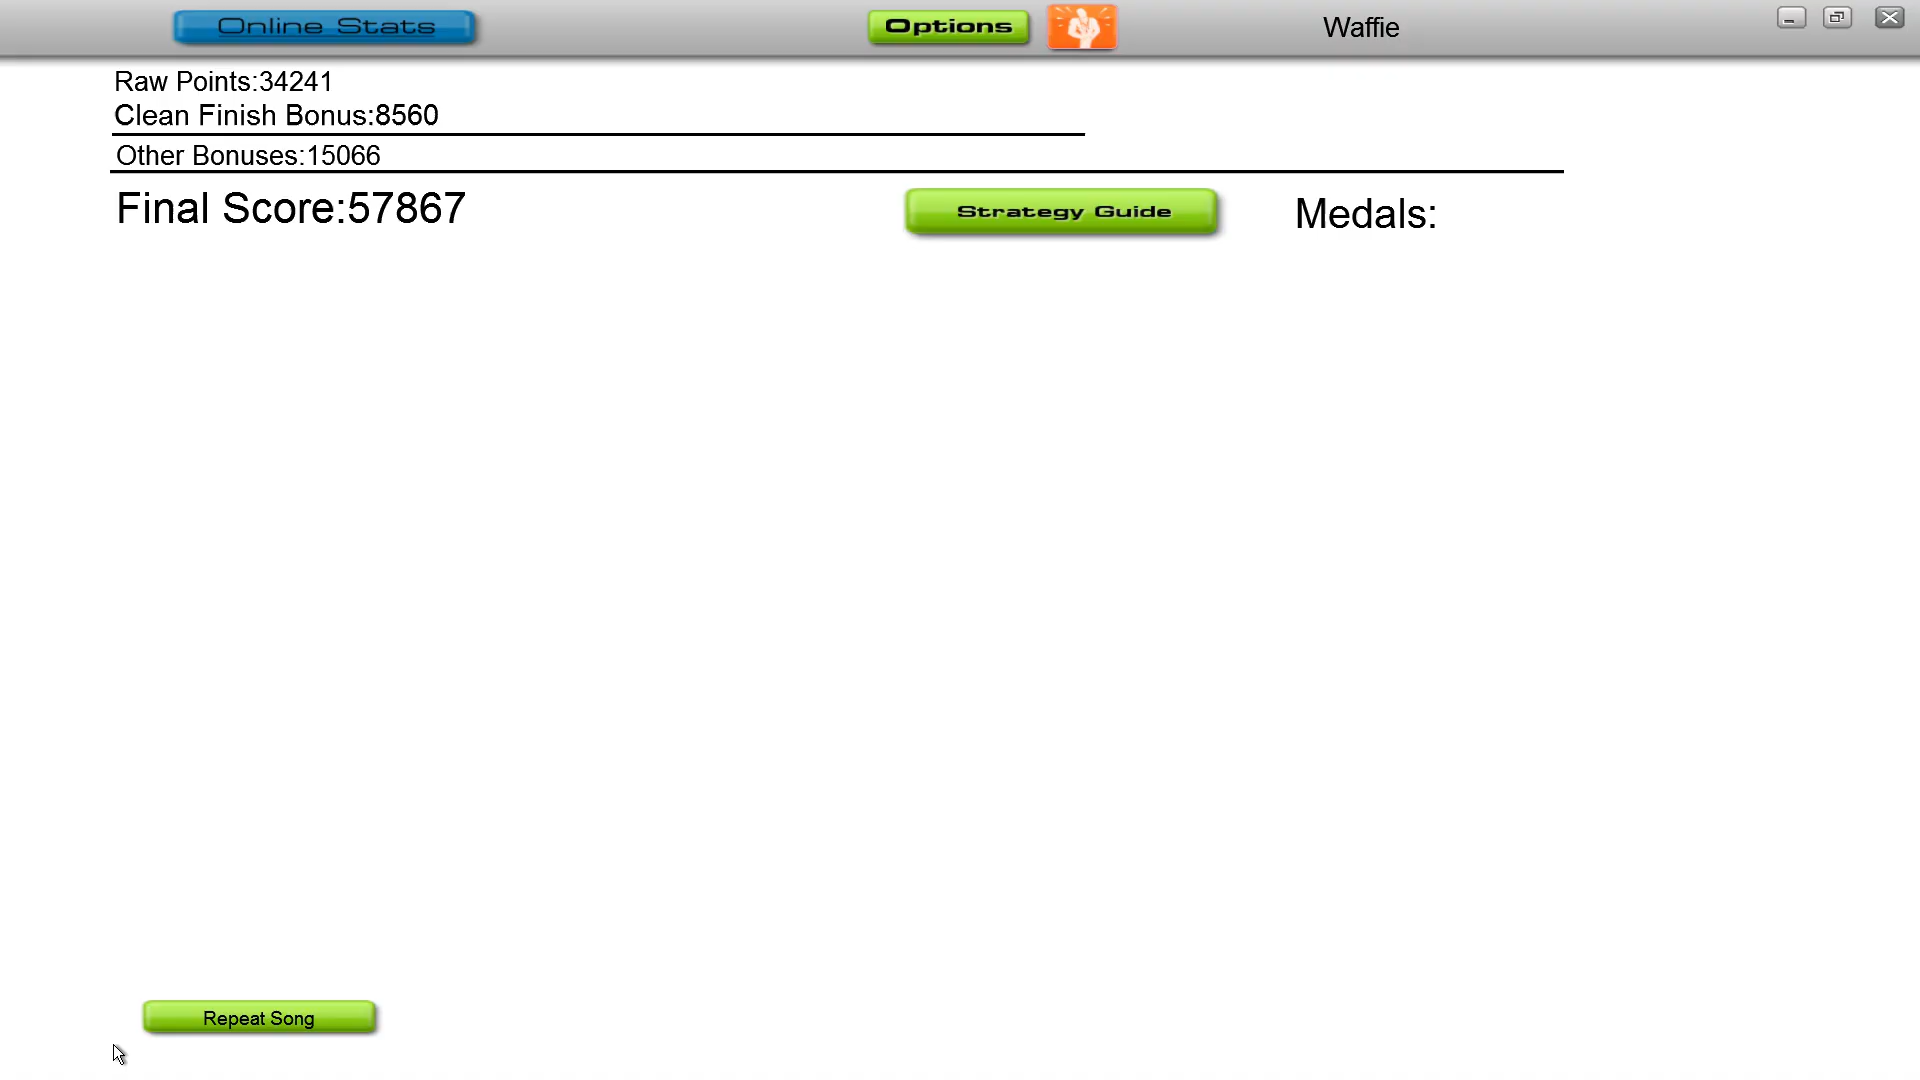 Online Stats
Options
Waffie
Raw Points:34241
Clean Finish Bonus:8560
Other Bonuses:15066
Final Score:57867
Strategy Guide
Medals:
Repeat Song